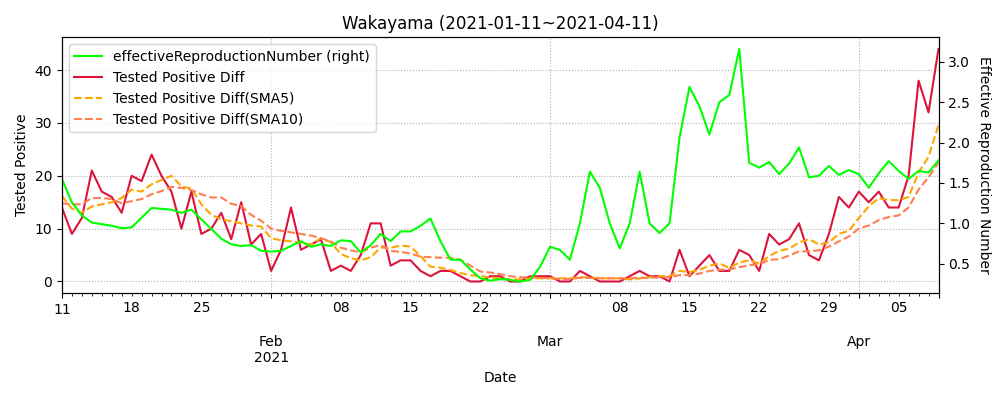 Wakayama (2021-01-11~2021-04-11)
effectiveReproductionNumber (right)
Tested Positive Diff
Tested Positive Diff(SMA5)
Tested Positive Diff(SMA10)
Tested Positive
40
30
20
10
0
Effective Reproduction Number
3.0
2.5
2.0
1.5
1.0
0.5
11 18 25 08 15 22 08 15 22 29 05
Feb Mar Apr
2021
Date